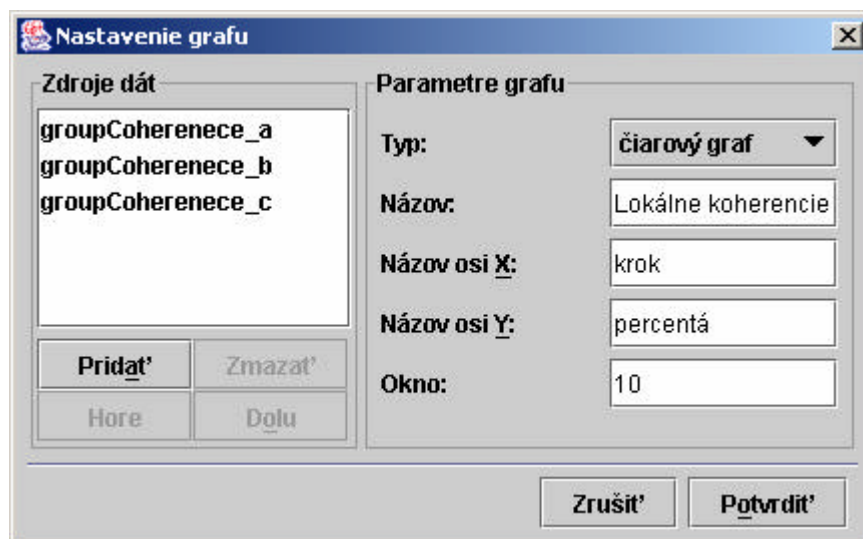 Nastavenie grafu
Zdroje dát
groupCoherenece_a
groupCoherenece_b
groupCoherenece_c
Pridať
Zmazať
Hore
Dolu
Parametre grafu
Typ:
čiarový graf
Názov:
Lokálne koherencie
Názov osi X:
krok
Názov osi Y:
percentá
Okno:
10
Zrušiť
Potvrdiť